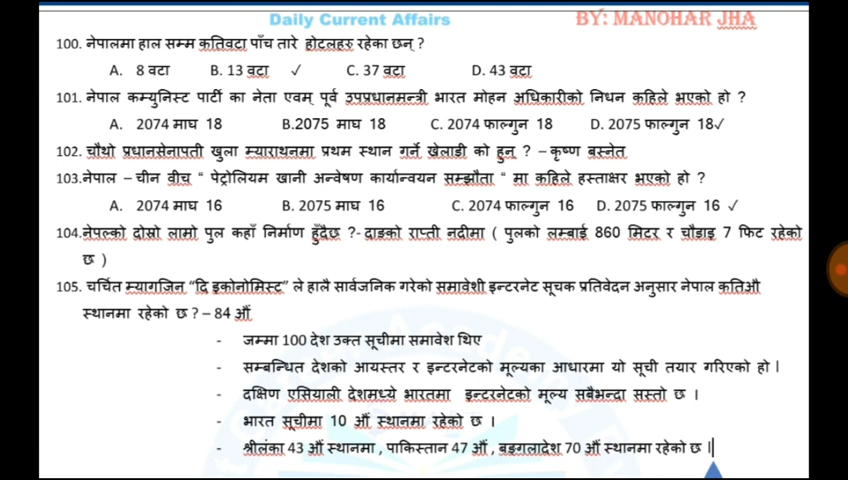 Daily Current Affairs BY: MANOHAR JHA
100. नेपालमा हाल सम्म कतिवटा पाँच तारे होटलहरु रहेका छन् ?
A. 8 वटा B. 13 वटा ✓ C. 37 वटा D. 43 वटा
101. नेपाल कम्युनिस्ट पार्टी का नेता एवम् पूर्व उपप्रधानमन्त्री भारत मोहन अधिकारीको निधन कहिले भएको हो ?
A. 2074 माघ 18 B.2075 माघ 18 C. 2074 फाल्गुन 18 D. 2075 फाल्गुन 18✓
102. चौथो प्रधानसेनापती खुला म्याराथनमा प्रथम स्थान गर्ने खेलाडी को हुन् ? – कृष्ण बस्नेत
103.नेपाल – चीन वीच " पेट्रोलियम खानी अन्वेषण कार्यान्वयन सम्झौता " मा कहिले हस्ताक्षर भएको हो ?
A. 2074 माघ 16 B. 2075 माघ 16 C. 2074 फाल्गुन 16 D. 2075 फाल्गुन 16 ✓
104.नेपल्को दोस्रो लामो पुल कहाँ निर्माण हुँदैछ ?- दाङको राप्ती नदीमा ( पुलको लम्बाई 860 मिटर र चौडाइ 7 फिट रहेको
छ )
105. चर्चित म्यागजिन "दि इकोनोमिस्ट" ले हालै सार्वजनिक गरेको समावेशी इन्टरनेट सूचक प्रतिवेदन अनुसार नेपाल कतिऔ
स्थानमा रहेको छ ? – 84 औं
- जम्मा 100 देश उक्त सूचीमा समावेश थिए
- सम्बन्धित देशको आयस्तर र इन्टरनेटको मूल्यका आधारमा यो सूची तयार गरिएको हो |
- दक्षिण एसियाली देशमध्ये भारतमा इन्टरनेटको मूल्य सबैभन्दा सस्तो छ ।
- भारत सूचीमा 10 औं स्थानमा रहेको छ ।
- श्रीलंका 43 औं स्थानमा , पाकिस्तान 47 औं , बङ्गलादेश 70 औं स्थानमा रहेको छ |